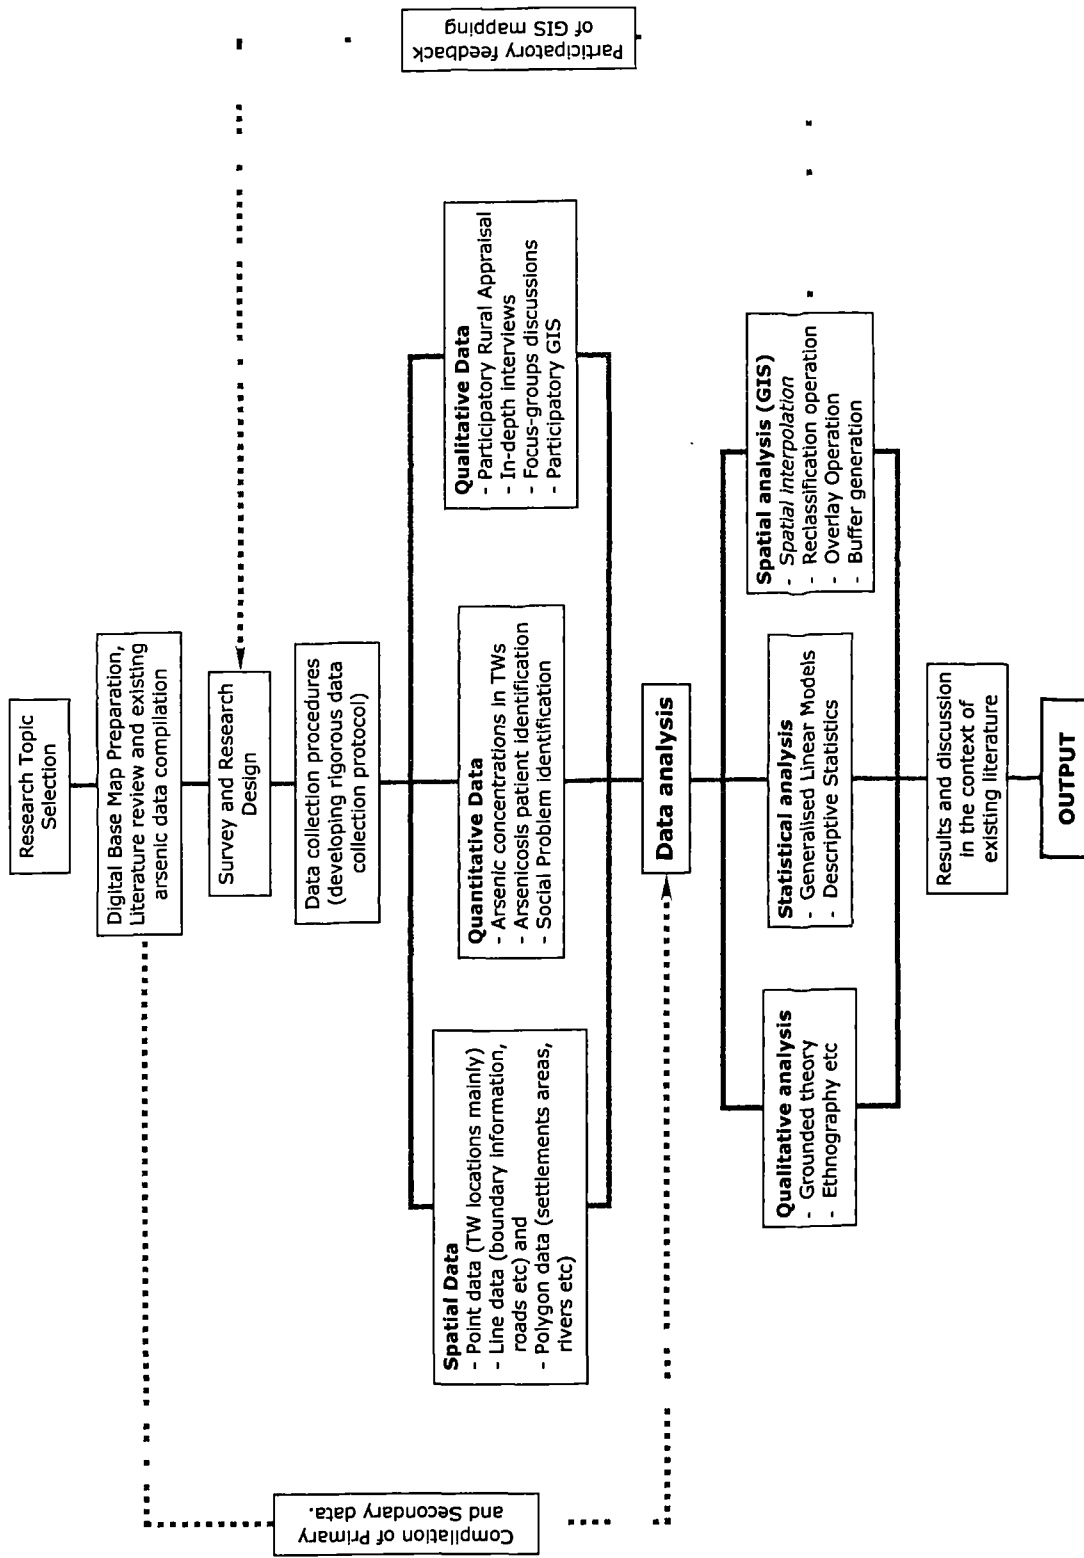 Research Topic
Selection
Digital Base Map Preparation,
Literature review and existing
arsenic data compilation
Survey and Research
Design
Data collection procedures
(developing rigorous data
collection protocol)
Spatial Data
- Point data (TW locations mainly)
- Line data (boundary information,
roads etc) and
- Polygon data (settlements areas,
rivers etc)
Quantitative Data
- Arsenic concentrations in TWs
- Arsenicosis patient identification
- Social Problem identification
Qualitative Data
- Participatory Rural Appraisal
- In-depth interviews
- Focus-groups discussions
- Participatory GIS
Compilation of Primary
and Secondary data.
Participatory feedback
of GIS mapping
Data analysis
Qualitative analysis
- Grounded theory
- Ethnography etc
Statistical analysis
- Generalised Linear Models
- Descriptive Statistics
Spatial analysis (GIS)
- Spatial interpolation
- Reclassification operation
- Overlay Operation
- Buffer generation
Results and discussion
in the context of
existing literature
OUTPUT